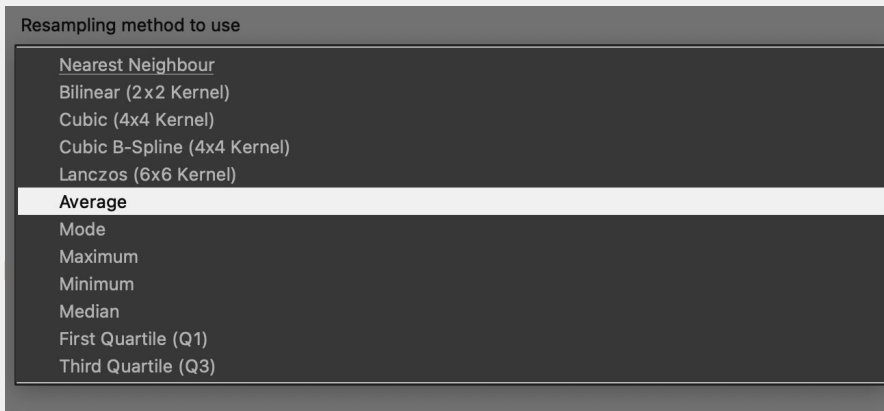 Resampling method to use
Nearest Neighbour
Bilinear (2x2 Kernel)
Cubic (4x4 Kernel)
Cubic B-Spline (4x4 Kernel)
Lanczos (6x6 Kernel)
Average
Mode
Maximum
Minimum
Median
First Quartile (Q1)
Third Quartile (Q3)